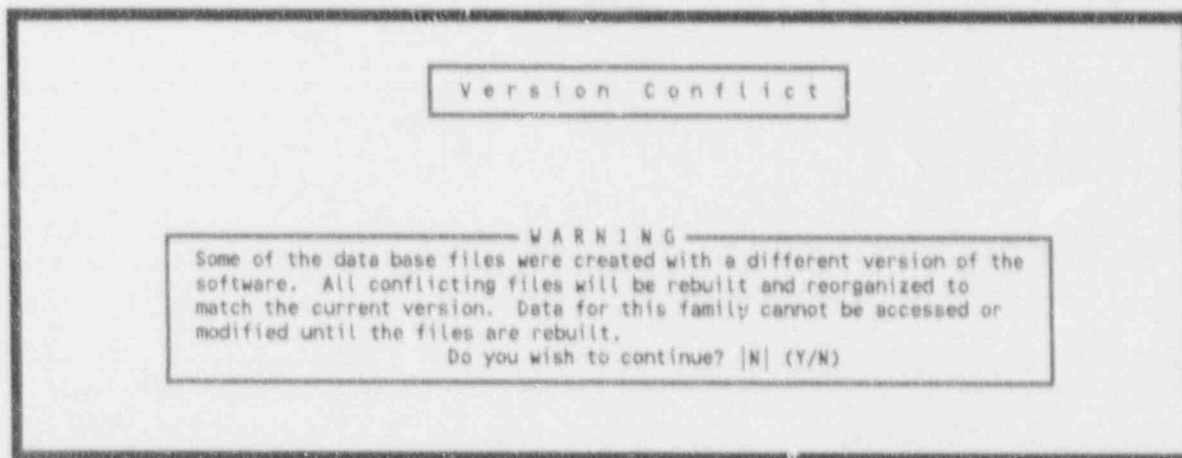 Version Conflict
WARNING
Some of the data base files were created with a different version of the
software. All conflicting files will be rebuilt and reorganized to
match the current version. Data for this family cannot be accessed or
modified until the files are rebuilt.
Do you wish to continue? |N| (Y/N)